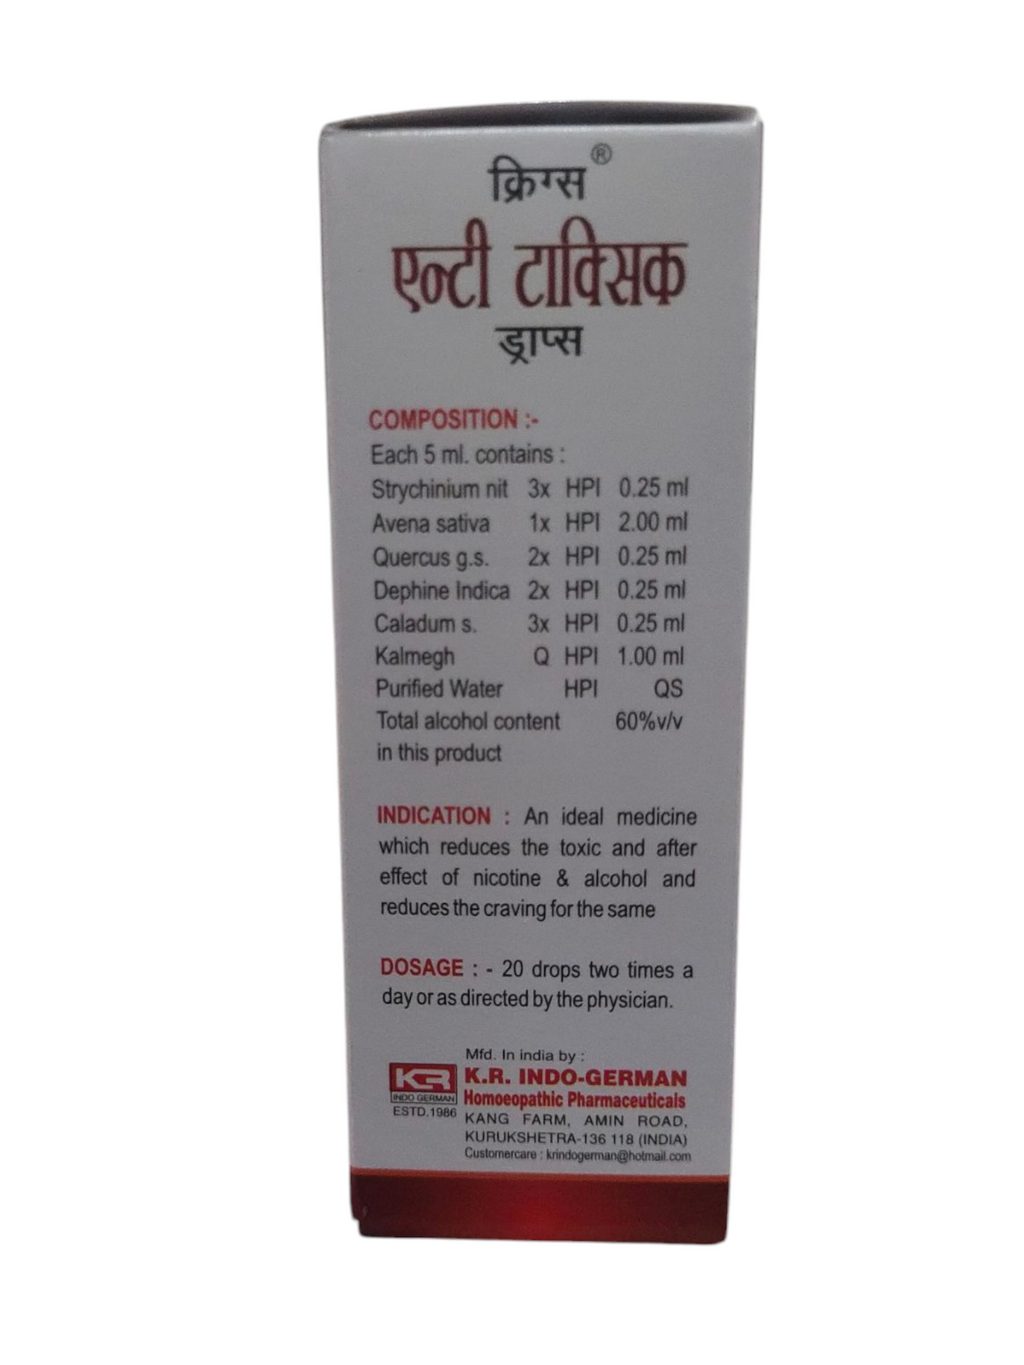 क्रिग्स ®
एन्टी टाक्सिक
ड्राप्स
COMPOSITION :-
Each 5 ml. contains :
Strychinium nit 3x HPI 0.25 ml
Avena sativa 1x HPI 2.00 ml
Quercus g.s. 2x HPI 0.25 ml
Dephine Indica 2x HPI 0.25 ml
Caladum s. 3x HPI 0.25 ml
Kalmegh Q HPI 1.00 ml
Purified Water HPI QS
Total alcohol content 60%v/v
in this product
INDICATION : An ideal medicine
which reduces the toxic and after
effect of nicotine & alcohol and
reduces the craving for the same
DOSAGE : - 20 drops two times a
day or as directed by the physician.
Mfd. In india by :
KR
INDO GERMAN
ESTD.1986
K.R. INDO-GERMAN
Homoeopathic Pharmaceuticals
KANG FARM, AMIN ROAD,
KURUKSHETRA-136 118 (INDIA)
Customercare : krindogerman@hotmail.com